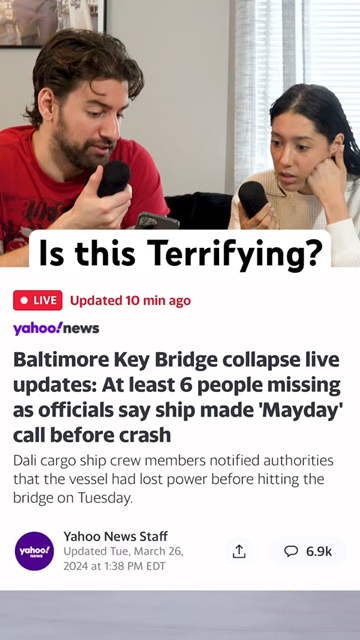 Is this Terrifying?
LIVE Updated 10 min ago
yahoo!news
Baltimore Key Bridge collapse live
updates: At least 6 people missing
as officials say ship made 'Mayday'
call before crash
Dali cargo ship crew members notified authorities
that the vessel had lost power before hitting the
bridge on Tuesday.
yahoo!
news
Yahoo News Staff
Updated Tue, March 26,
2024 at 1:38 PM EDT
6.9k